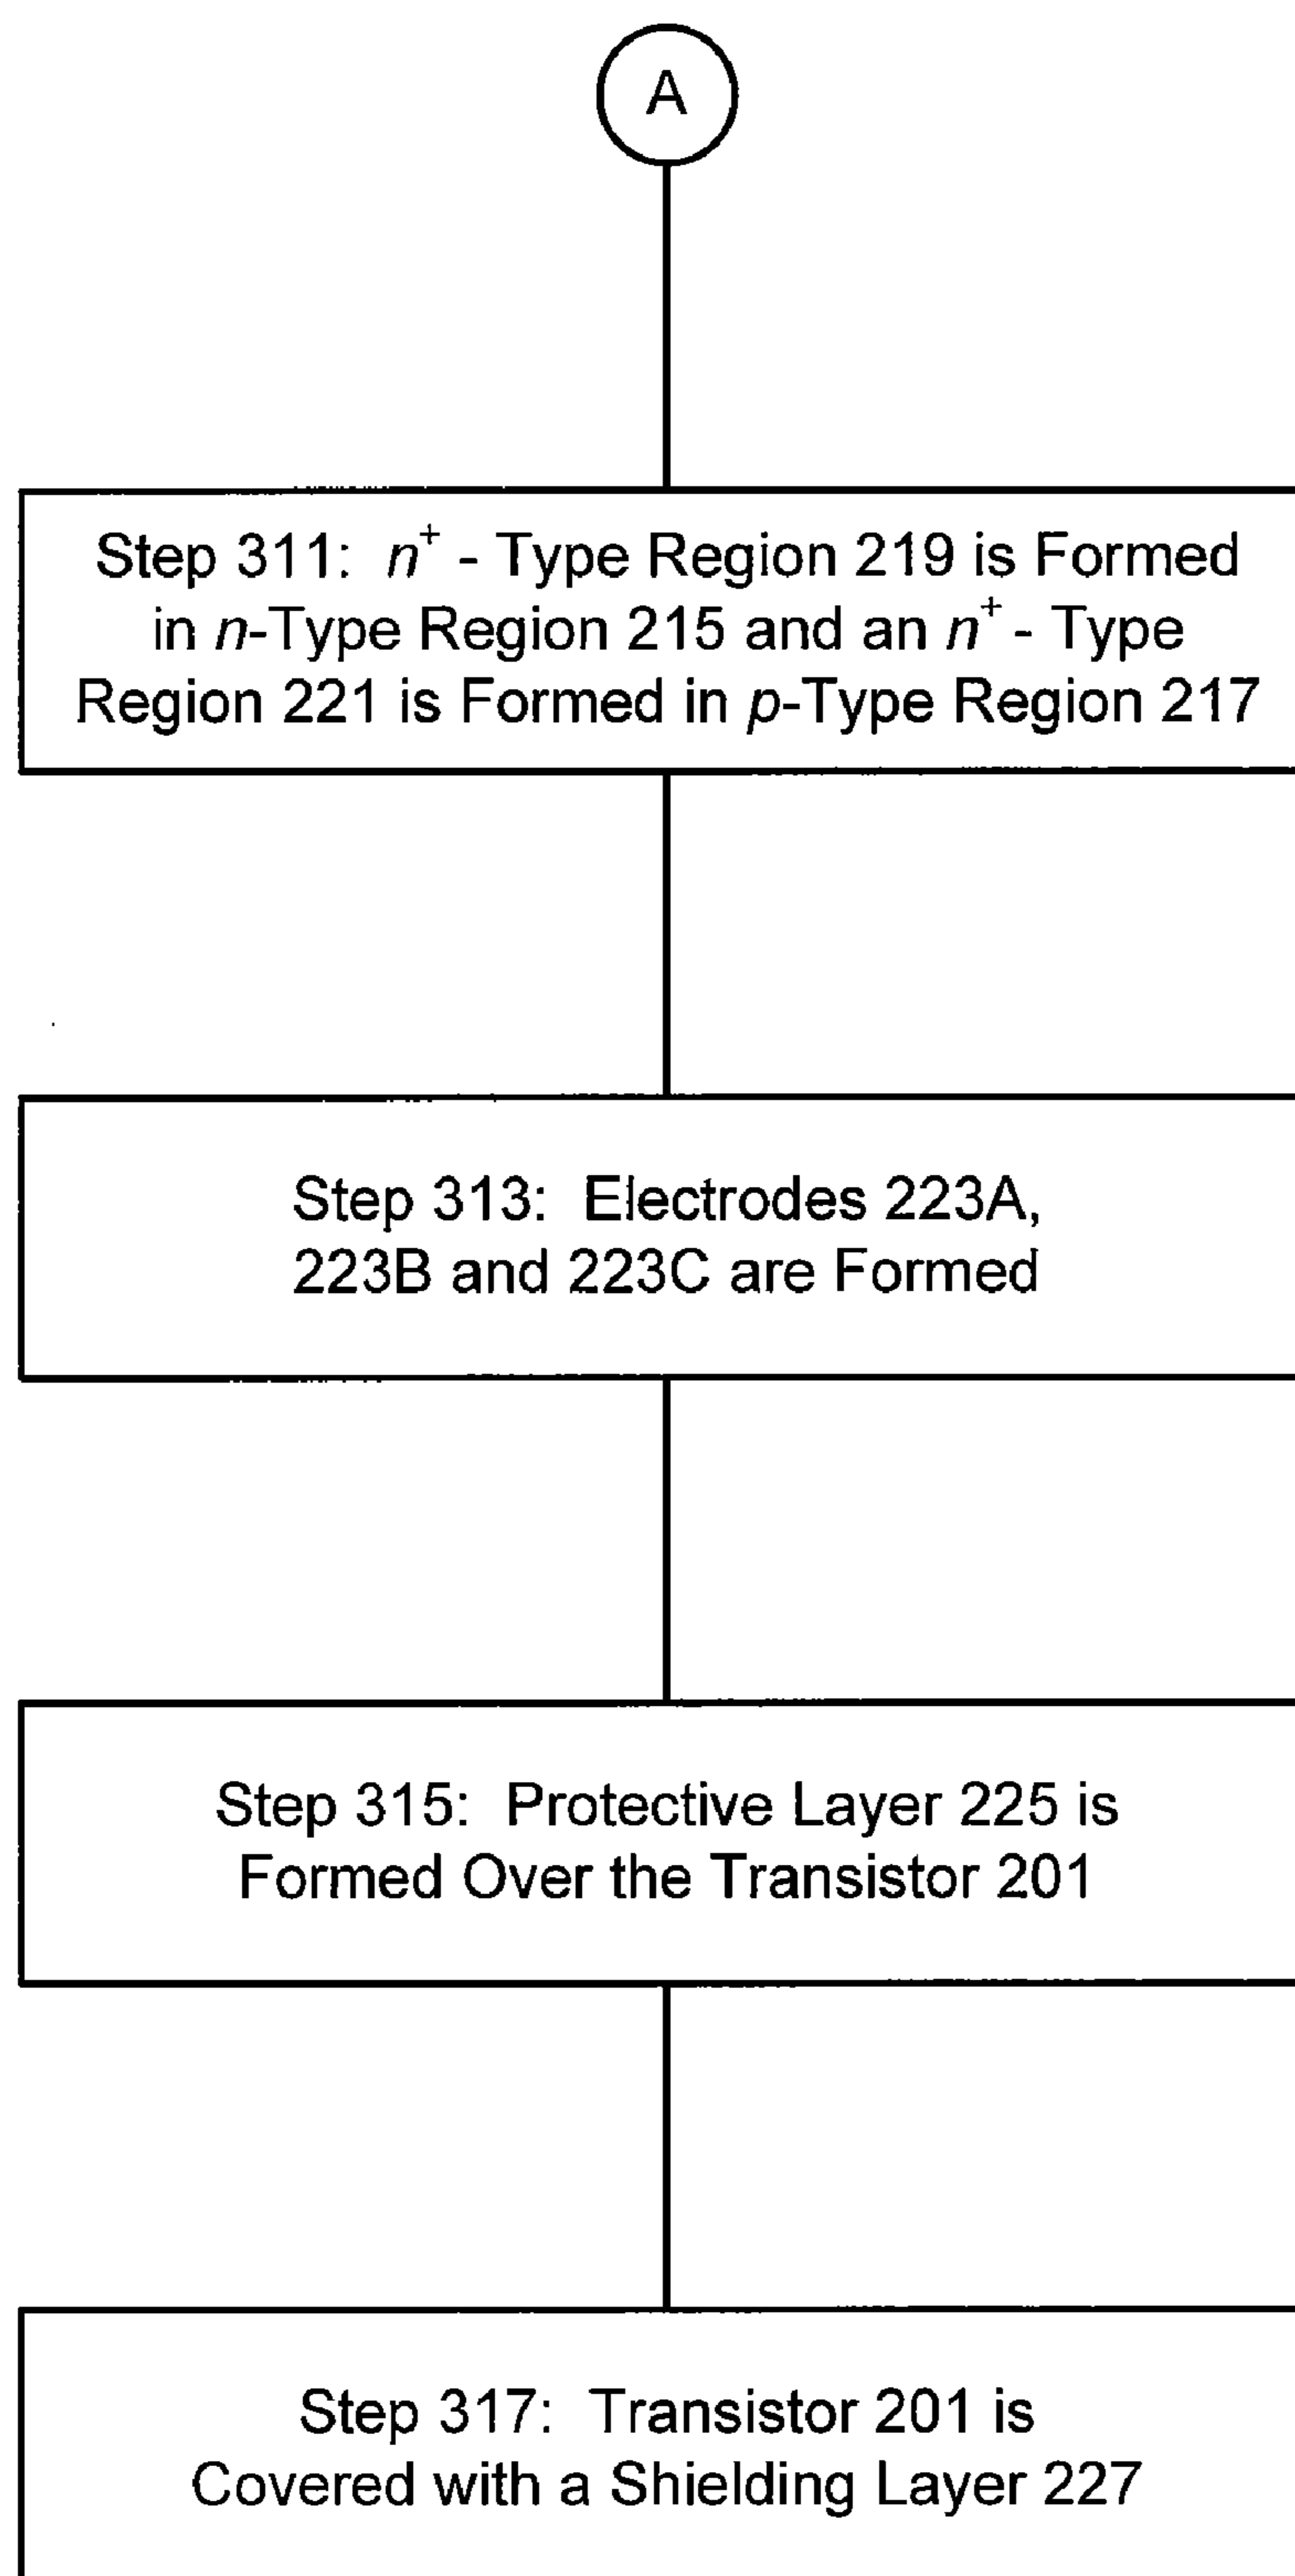 A
Step 311: n⁺ - Type Region 219 is Formed
in n-Type Region 215 and an n⁺ - Type
Region 221 is Formed in p-Type Region 217
Step 313: Electrodes 223A,
223B and 223C are Formed
Step 315: Protective Layer 225 is
Formed Over the Transistor 201
Step 317: Transistor 201 is
Covered with a Shielding Layer 227